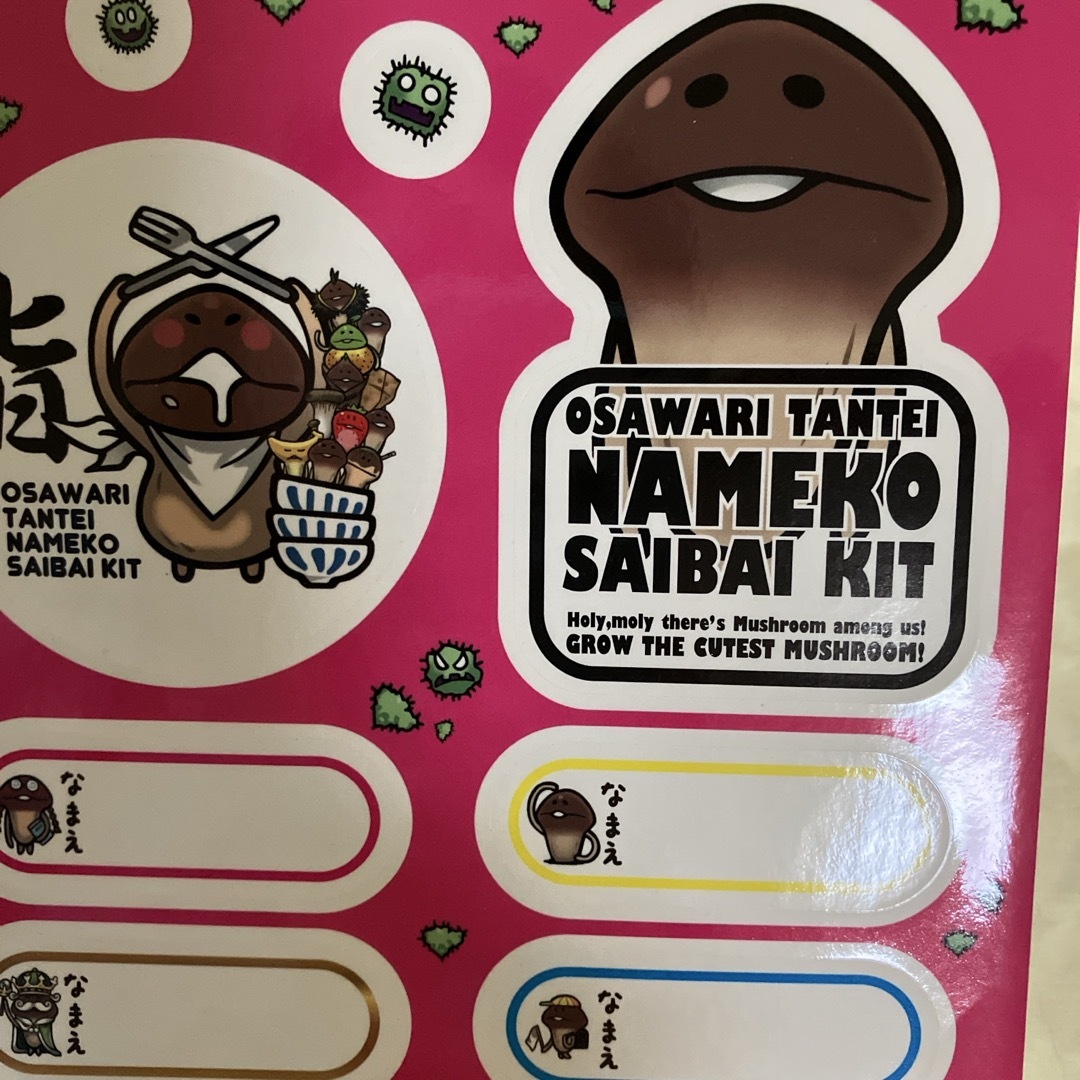 OSAWARI
TANTEI
NAMEKO
SAIBAI KIT
OSAWARI TANTEI
NAMEKO
SAIBAI KIT
Holy,moly there's Mushroom among us!
GROW THE CUTEST MUSHROOM!
なまえ
なまえ
なまえ
なまえ